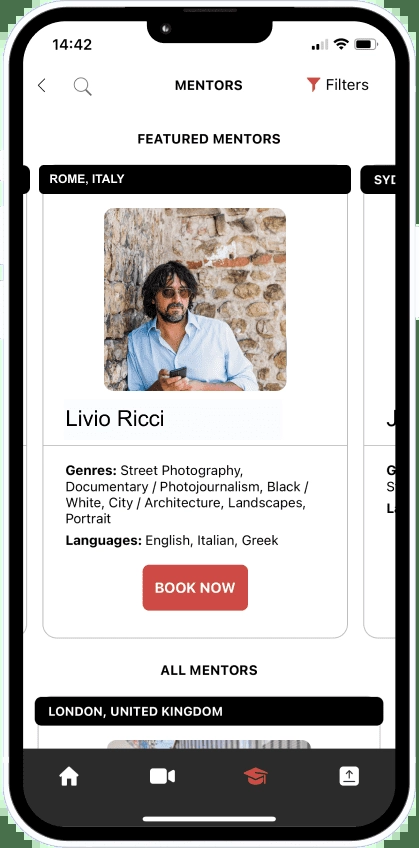 14:42
MENTORS
Filters
FEATURED MENTORS
ROME, ITALY
SYD
Livio Ricci
J
Genres: Street Photography,
Documentary / Photojournalism, Black /
White, City / Architecture, Landscapes,
Portrait
G
S
L
Languages: English, Italian, Greek
BOOK NOW
ALL MENTORS
LONDON, UNITED KINGDOM